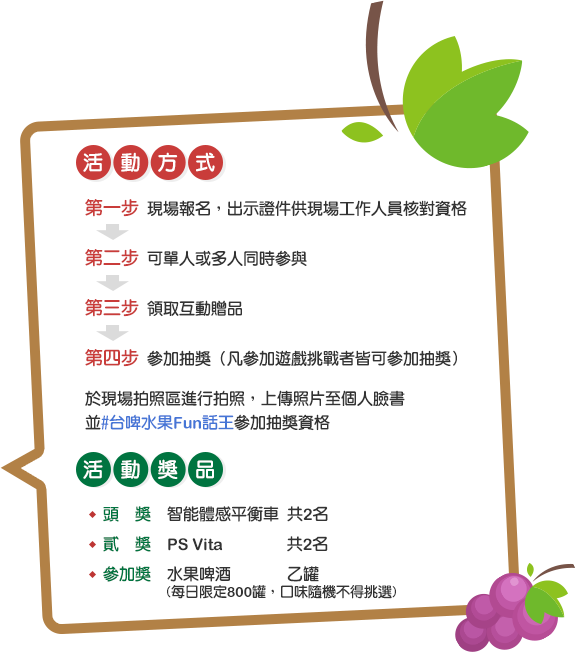 活動方式
第一步 現場報名，出示證件供現場工作人員核對資格
第二步 可單人或多人同時參與
第三步 領取互動贈品
第四步 參加抽獎（凡參加遊戲挑戰者皆可參加抽獎）
於現場拍照區進行拍照，上傳照片至個人臉書
並#台啤水果Fun話王參加抽獎資格
活動獎品
頭 獎 智能體感平衡車 共2名
貳 獎 PS Vita 共2名
參加獎 水果啤酒 乙罐
(每日限定800罐，口味隨機不得挑選)